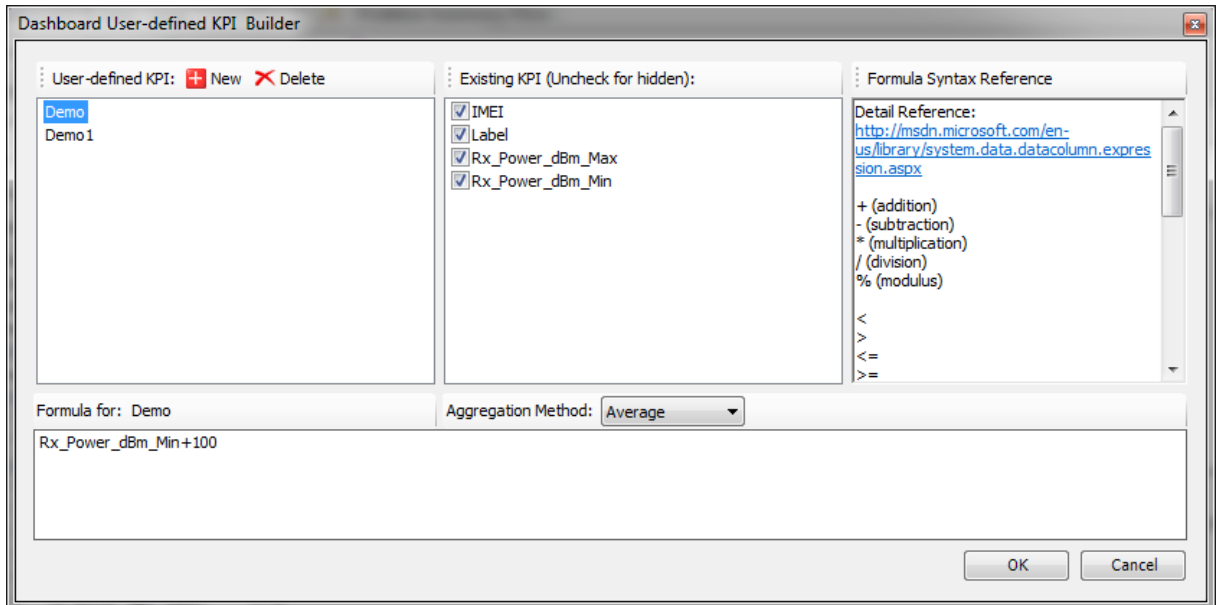 Dashboard User-defined KPI  Builder
User-defined KPI: New Delete
Demo
Demo1
Existing KPI (Uncheck for hidden):
IMEI
Label
Rx_Power_dBm_Max
Rx_Power_dBm_Min
Formula Syntax Reference
Detail Reference:
http://msdn.microsoft.com/en-
us/library/system.data.datacolumn.expres
sion.aspx
+ (addition)
- (subtraction)
* (multiplication)
/ (division)
% (modulus)
<
>
<=
>=
Formula for:  Demo
Aggregation Method: Average
Rx_Power_dBm_Min+100
OK
Cancel